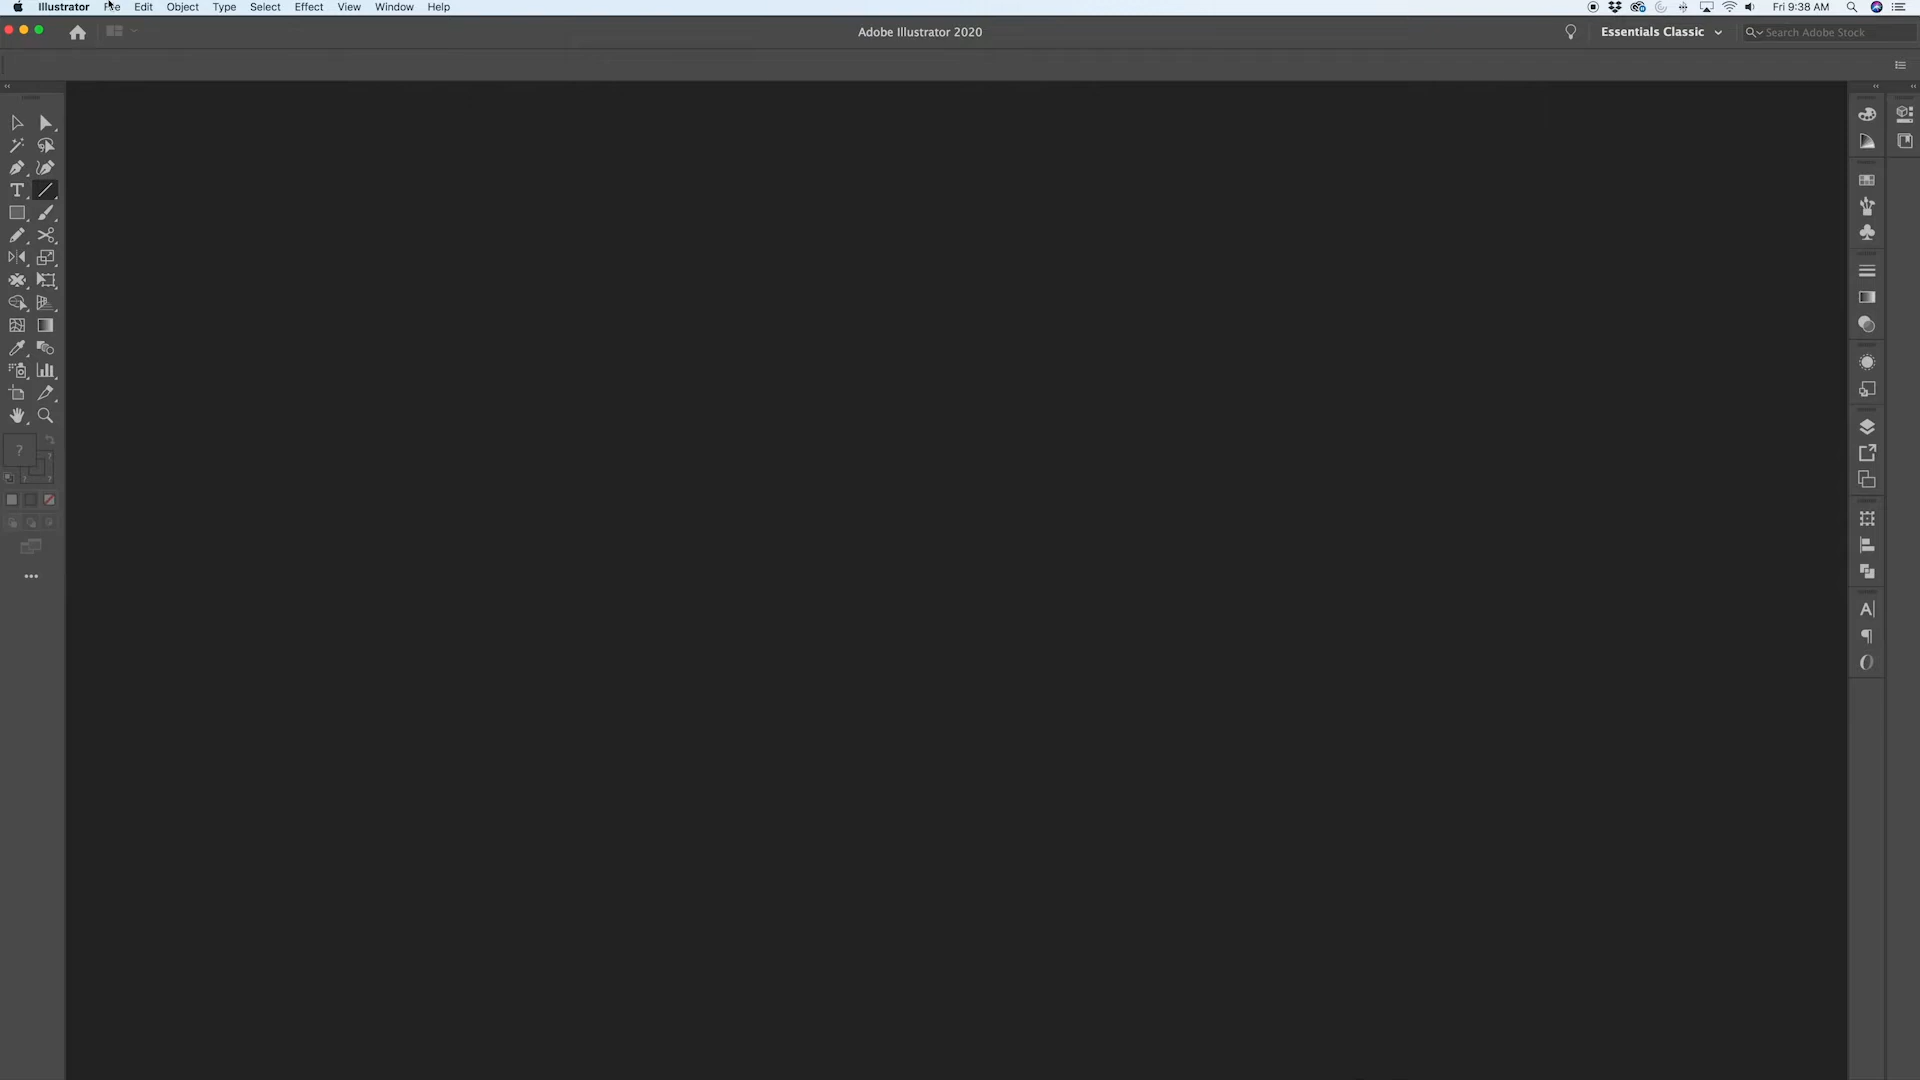 Illustrator File Edit Object Type Select Effect View Window Help Fri 9:38 AM
Adobe Illustrator 2020 Essentials Classic Search Adobe Stock